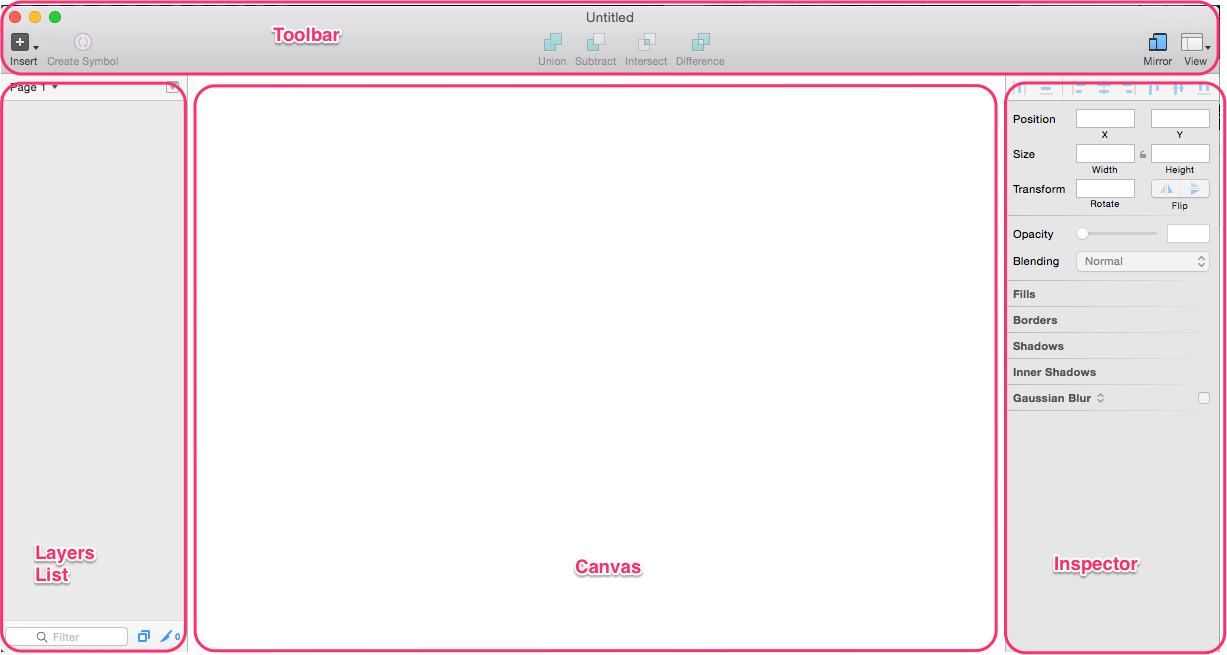 Untitled
Toolbar
Insert
Create Symbol
Union
Subtract
Intersect
Difference
Mirror
View
Page 1
Position
X
Y
Size
Width
Height
Transform
Rotate
Flip
Opacity
Blending
Normal
Fills
Borders
Shadows
Inner Shadows
Gaussian Blur
Layers
List
Canvas
Inspector
Filter
0